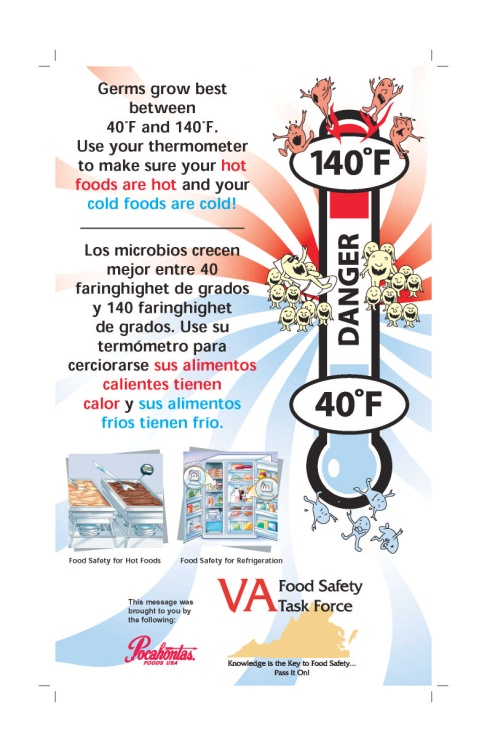 Germs grow best
between
40°F and 140°F.
Use your thermometer
to make sure your hot
foods are hot and your
cold foods are cold!
Los microbios crecen
mejor entre 40
faringhighet de grados
y 140 faringhighet
de grados. Use su
termómetro para
cerciorarse sus alimentos
calientes tienen
calor y sus alimentos
fríos tienen frío.
140°F
DANGER
40°F
Food Safety for Hot Foods
Food Safety for Refrigeration
This message was
brought to you by
the following:
Pocahontas.
FOODS USA
VA Food Safety
Task Force
Knowledge is the Key to Food Safety...
Pass It On!